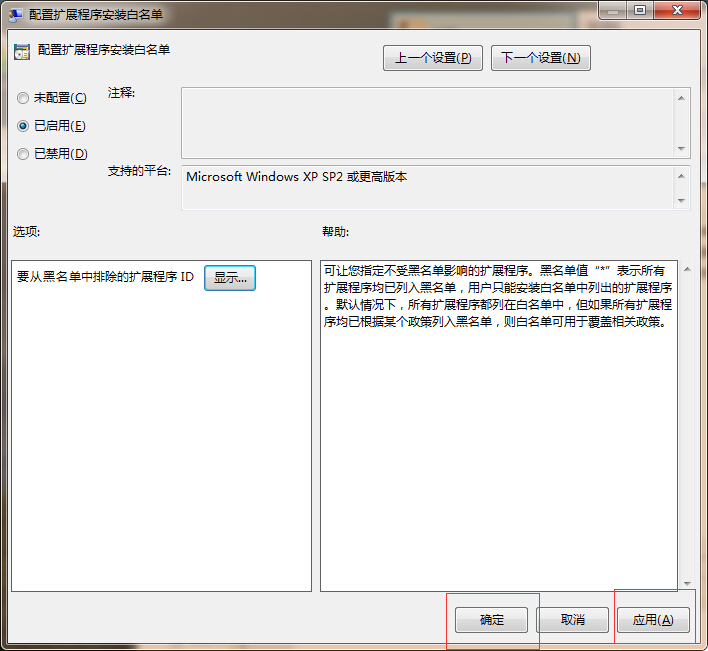 配置扩展程序安装白名单
配置扩展程序安装白名单
上一个设置(P)
下一个设置(N)
未配置(C)
注释:
已启用(E)
已禁用(D)
支持的平台:
Microsoft Windows XP SP2 或更高版本
选项:
帮助:
要从黑名单中排除的扩展程序 ID
显示...
可让您指定不受黑名单影响的扩展程序。黑名单值“*”表示所有
扩展程序均已列入黑名单，用户只能安装白名单中列出的扩展程序
。默认情况下，所有扩展程序都列在白名单中，但如果所有扩展程
序均已根据某个政策列入黑名单，则白名单可用于覆盖相关政策。
确定
取消
应用(A)